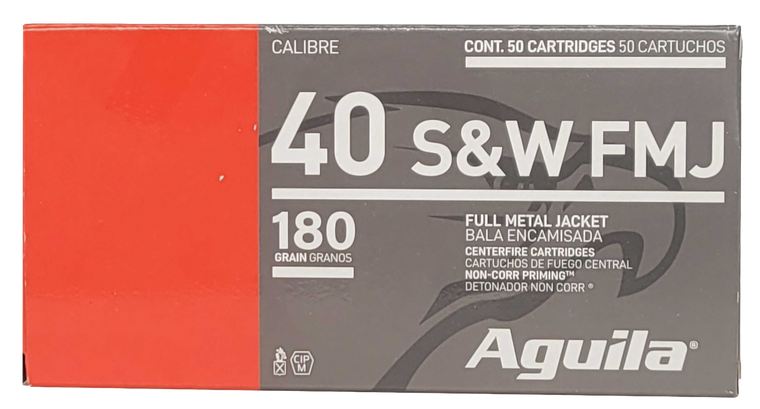 CALIBRE
CONT. 50 CARTRIDGES 50 CARTUCHOS
40 S&W FMJ
180
GRAIN GRANOS
FULL METAL JACKET
BALA ENCAMISADA
CENTERFIRE CARTRIDGES
CARTUCHOS DE FUEGO CENTRAL
NON-CORR PRIMING™
DETONADOR NON CORR ®
CIP
M
Aguila®